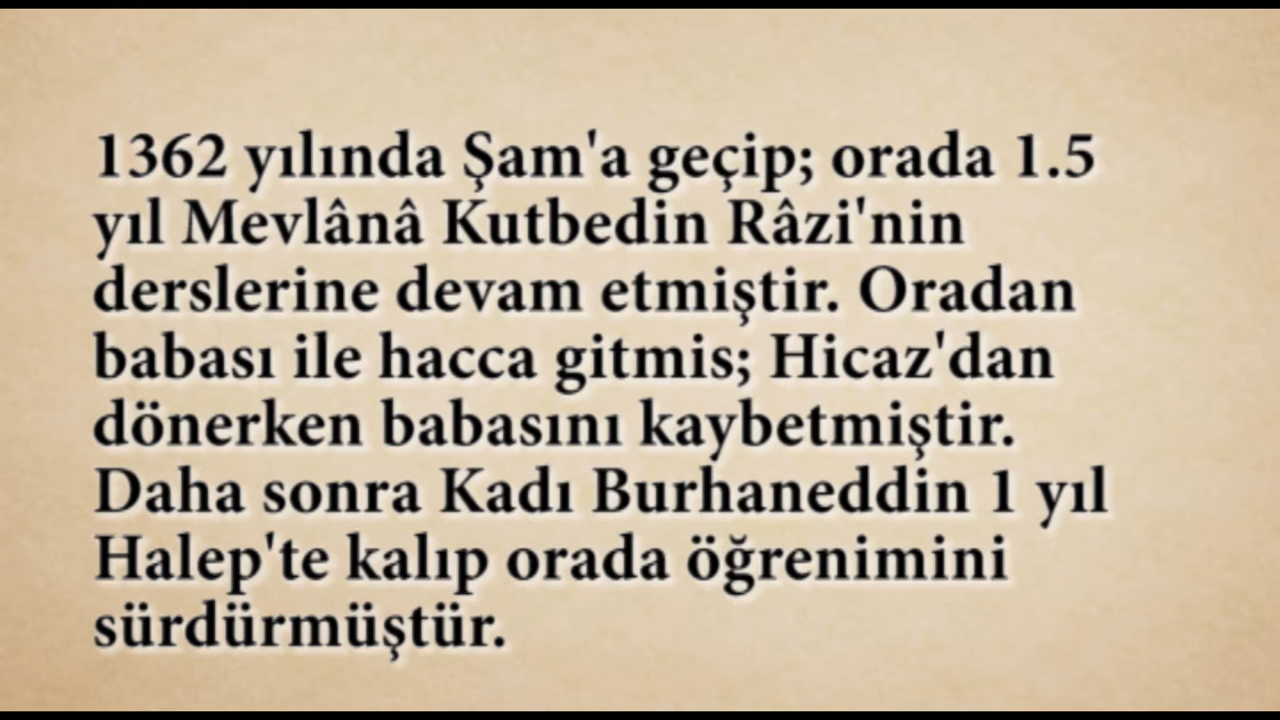 1362 yılında Şam'a geçip; orada 1.5
yıl Mevlânâ Kutbedin Râzi'nin
derslerine devam etmiştir. Oradan
babası ile hacca gitmis; Hicaz'dan
dönerken babasını kaybetmiştir.
Daha sonra Kadı Burhaneddin 1 yıl
Halep'te kalıp orada öğrenimini
sürdürmüştür.